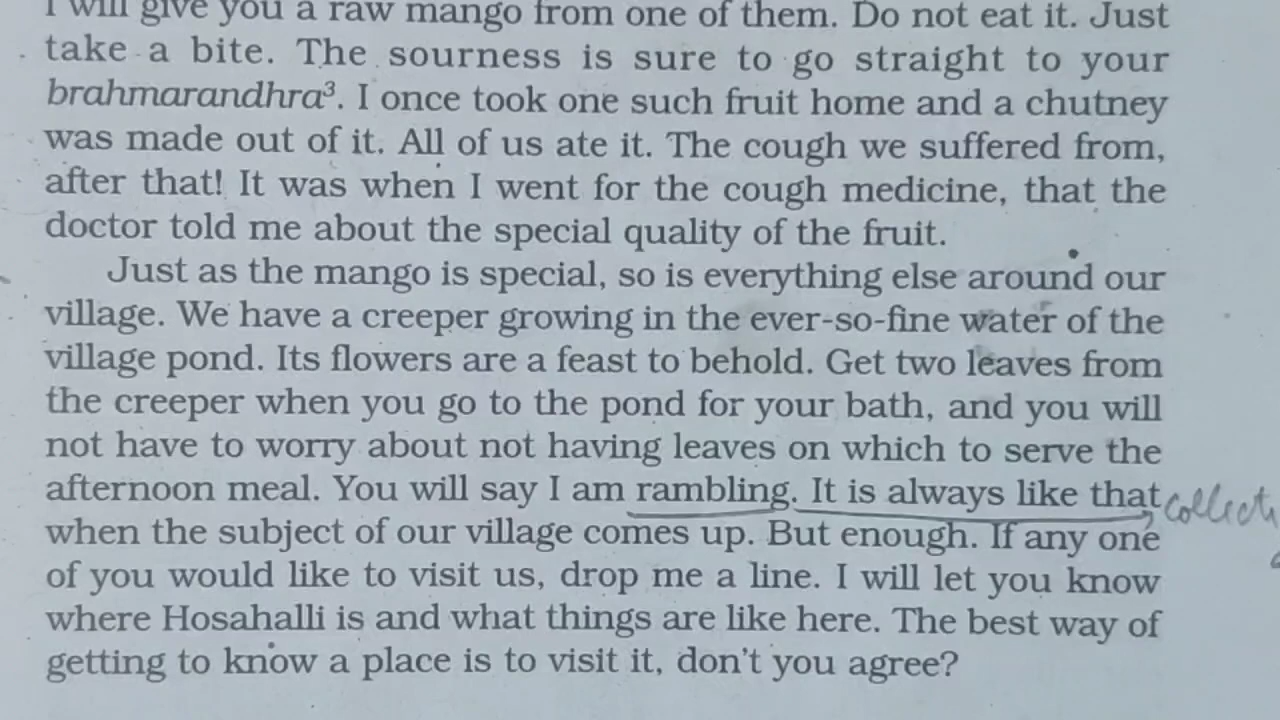 I will give you a raw mango from one of them. Do not eat it. Just
take a bite. The sourness is sure to go straight to your
brahmarandhra³. I once took one such fruit home and a chutney
was made out of it. All of us ate it. The cough we suffered from,
after that! It was when I went for the cough medicine, that the
doctor told me about the special quality of the fruit.
Just as the mango is special, so is everything else around our
village. We have a creeper growing in the ever-so-fine water of the
village pond. Its flowers are a feast to behold. Get two leaves from
the creeper when you go to the pond for your bath, and you will
not have to worry about not having leaves on which to serve the
afternoon meal. You will say I am rambling. It is always like that
when the subject of our village comes up. But enough. If any one
of you would like to visit us, drop me a line. I will let you know
where Hosahalli is and what things are like here. The best way of
getting to know a place is to visit it, don't you agree?